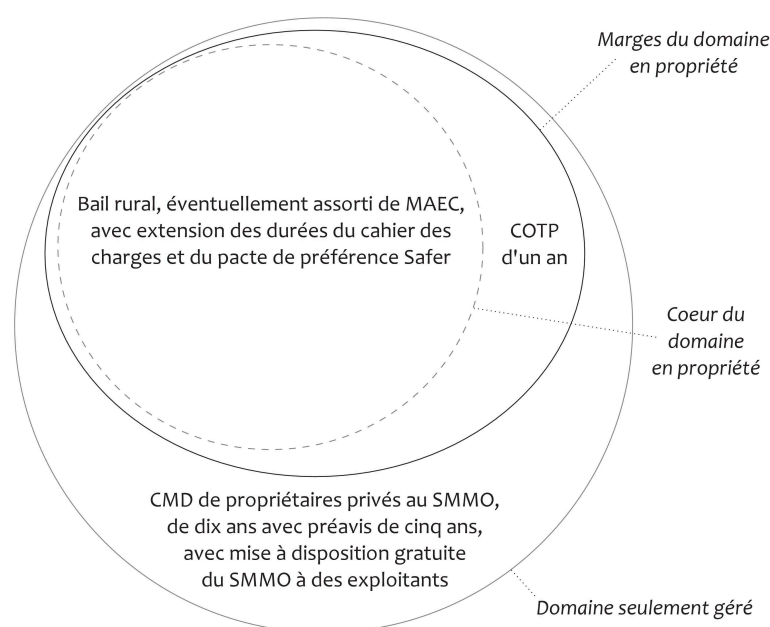 Marges du domaine
en propriété
Bail rural, éventuellement assorti de MAEC,
avec extension des durées du cahier des
charges et du pacte de préférence Safer
COTP
d'un an
Coeur du
domaine
en propriété
CMD de propriétaires privés au SMMO,
de dix ans avec préavis de cinq ans,
avec mise à disposition gratuite
du SMMO à des exploitants
Domaine seulement géré